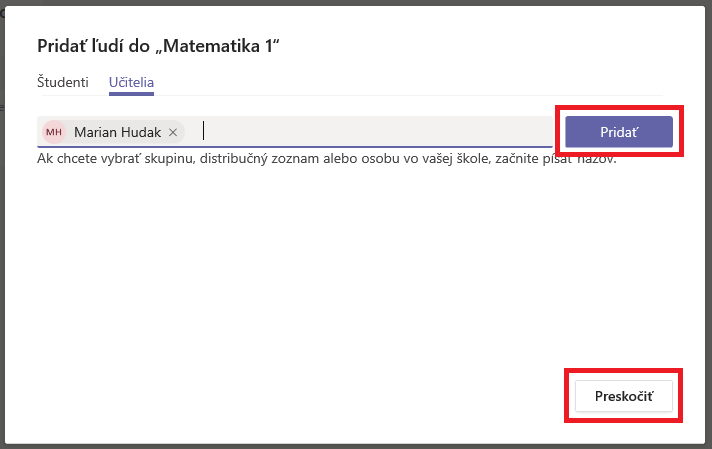 Pridať ľudí do „Matematika 1“
Študenti Učitelia
MH Marian Hudak ×
Pridať
Ak chcete vybrať skupinu, distribučný zoznam alebo osobu vo vašej škole, začnite písať názov.
Preskočiť